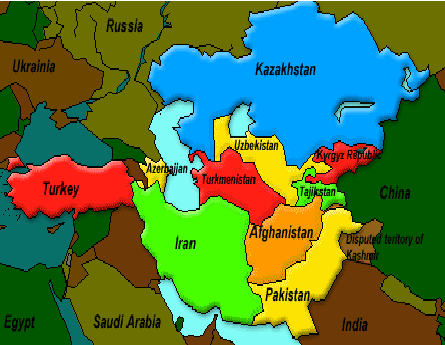 Russia
Ukrainia
Kazakhstan
Uzbekistan
Kyrgyz Republic
Azerbaijan
Turkmenistan
Turkey
Tajikstan
China
Iran
Afghanistan
Disputed teritory of
Kashmir
Pakistan
Egypt
Saudi Arabia
India